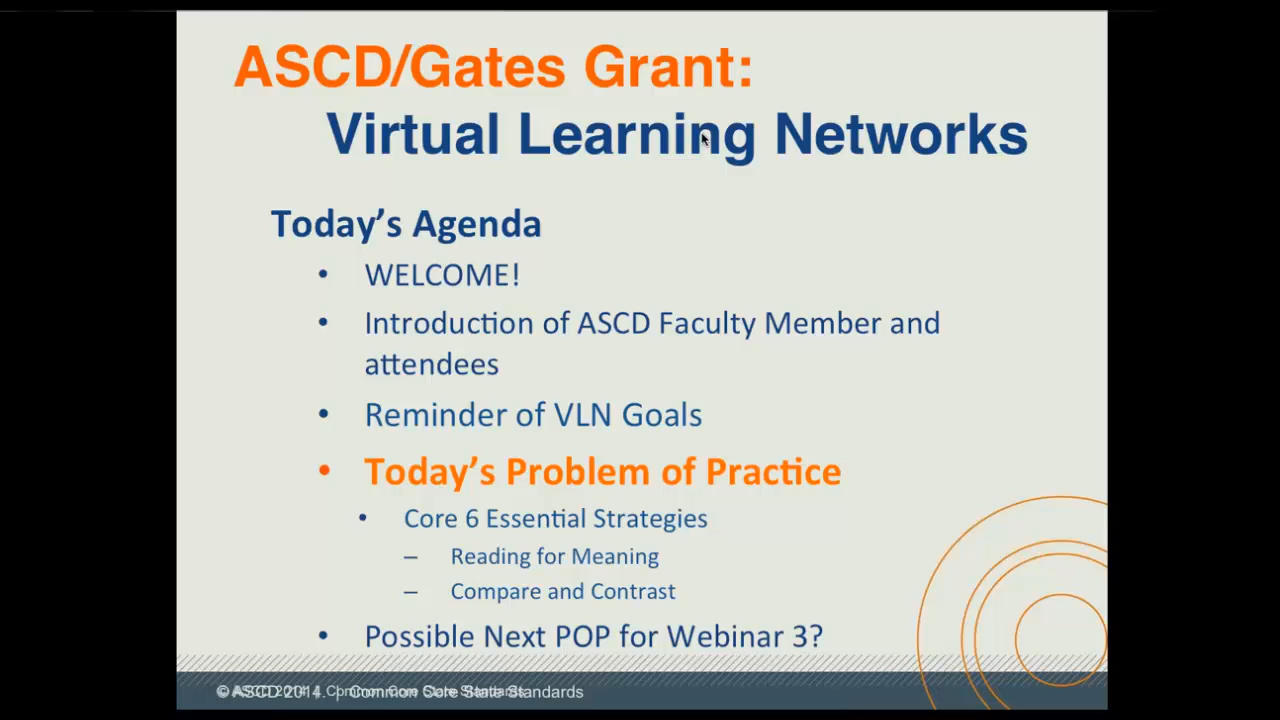 ASCD/Gates Grant:
Virtual Learning Networks
Today's Agenda
• WELCOME!
• Introduction of ASCD Faculty Member and
attendees
• Reminder of VLN Goals
• Today's Problem of Practice
• Core 6 Essential Strategies
– Reading for Meaning
– Compare and Contrast
• Possible Next POP for Webinar 3?
© ASCD 2014. | Common Core State Standards